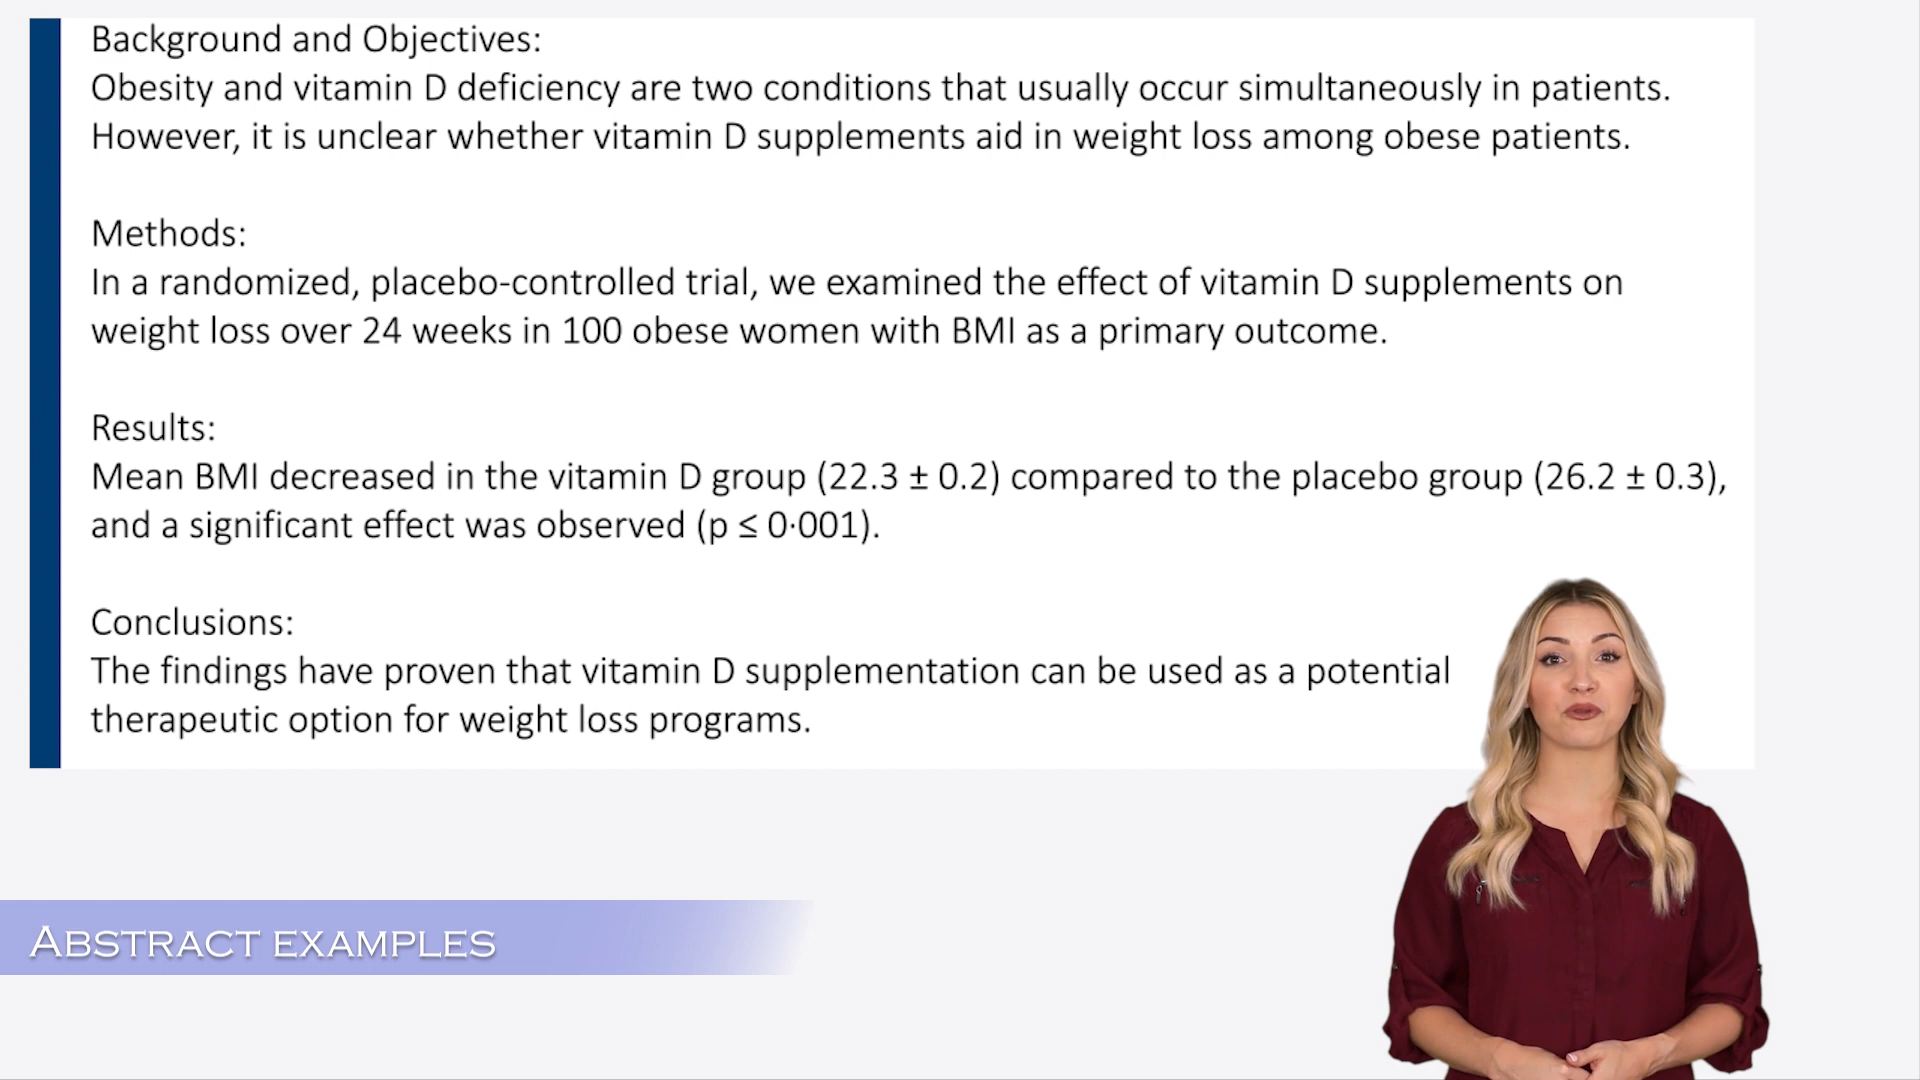 Background and Objectives:
Obesity and vitamin D deficiency are two conditions that usually occur simultaneously in patients.
However, it is unclear whether vitamin D supplements aid in weight loss among obese patients.
Methods:
In a randomized, placebo-controlled trial, we examined the effect of vitamin D supplements on
weight loss over 24 weeks in 100 obese women with BMI as a primary outcome.
Results:
Mean BMI decreased in the vitamin D group (22.3 ± 0.2) compared to the placebo group (26.2 ± 0.3),
and a significant effect was observed (p ≤ 0·001).
Conclusions:
The findings have proven that vitamin D supplementation can be used as a potential
therapeutic option for weight loss programs.
ABSTRACT EXAMPLES